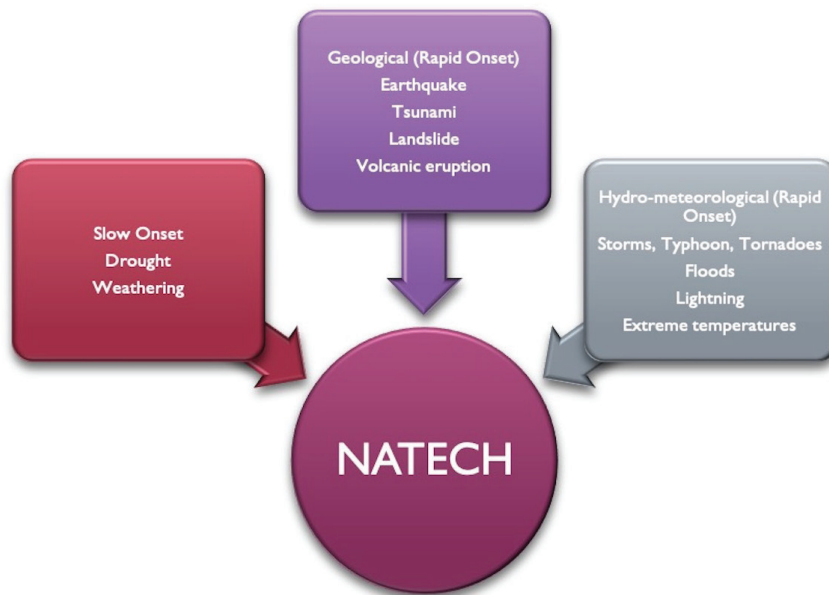 Geological (Rapid Onset)
Earthquake
Tsunami
Landslide
Volcanic eruption
Slow Onset
Drought
Weathering
Hydro-meteorological (Rapid
Onset)
Storms, Typhoon, Tornadoes
Floods
Lightning
Extreme temperatures
NATECH